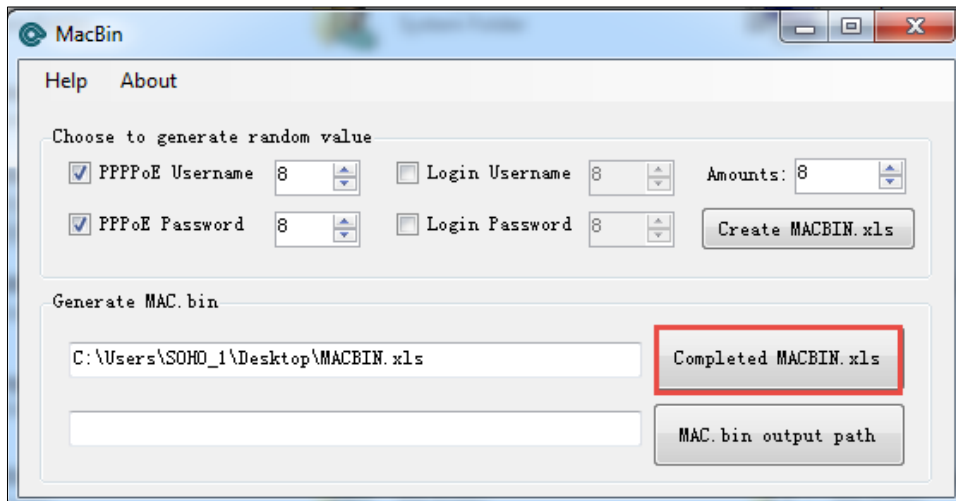 MacBin
Help About
Choose to generate random value
PPPPoE Username 8 Login Username 8 Amounts: 8
PPPoE Password 8 Login Password 8 Create MACBIN.xls
Generate MAC.bin
C:\Users\SOHO_1\Desktop\MACBIN.xls Completed MACBIN.xls
MAC.bin output path